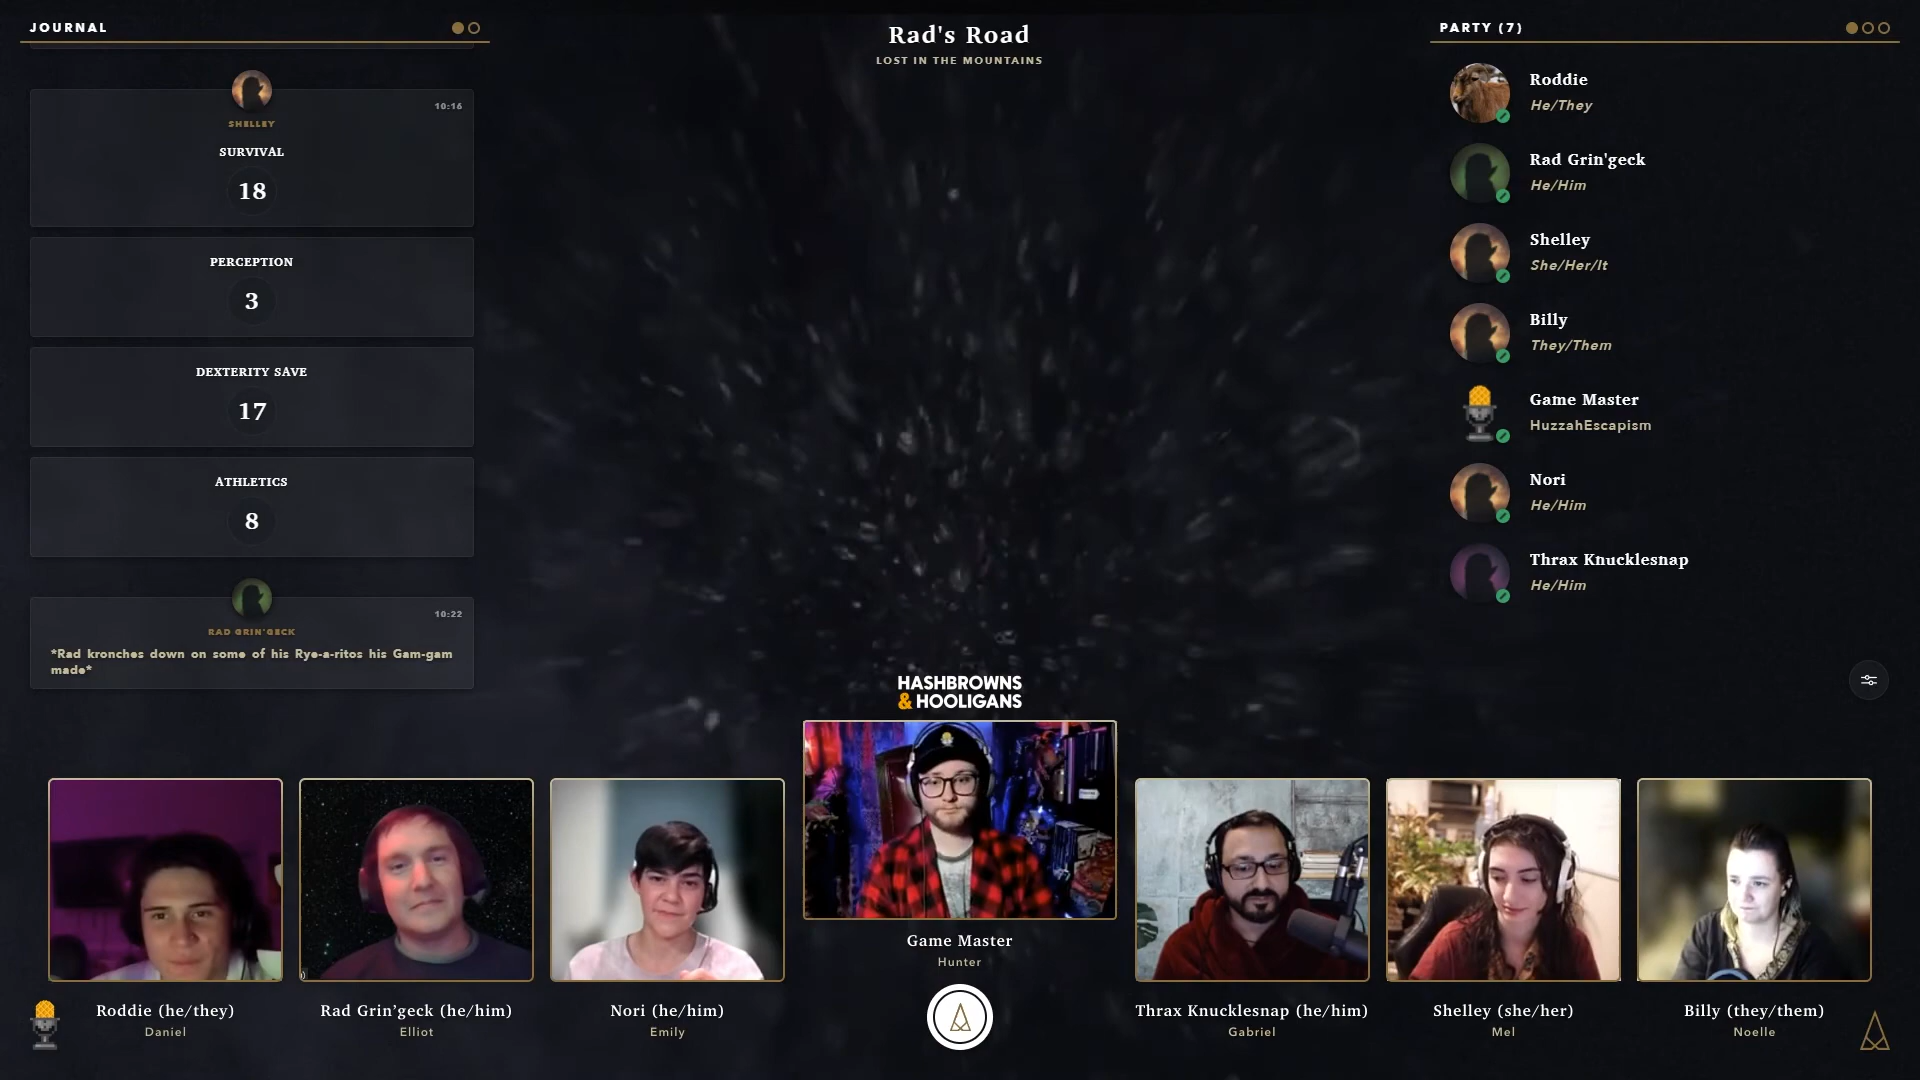 JOURNAL
10:16
SHELLEY
SURVIVAL
18
PERCEPTION
3
DEXTERITY SAVE
17
ATHLETICS
8
10:22
RAD GRIN'GECK
*Rad kronches down on some of his Rye-a-ritos his Gam-gam
made*
Rad's Road
LOST IN THE MOUNTAINS
PARTY (7)
Roddie
He/They
Rad Grin'geck
He/Him
Shelley
She/Her/It
Billy
They/Them
Game Master
HuzzahEscapism
Nori
He/Him
Thrax Knucklesnap
He/Him
HASHBROWNS
& HOOLIGANS
Roddie (he/they)
Daniel
Rad Grin’geck (he/him)
Elliot
Nori (he/him)
Emily
Game Master
Hunter
Thrax Knucklesnap (he/him)
Gabriel
Shelley (she/her)
Mel
Billy (they/them)
Noelle